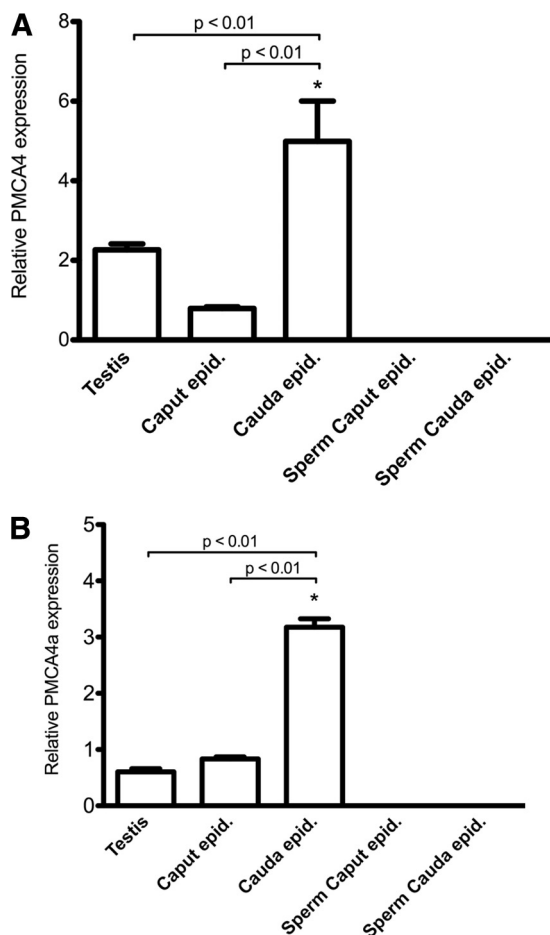 A
8
p < 0.01
p < 0.01
*
6
4
2
0
Relative PMCA4 expression
Testis
Caput epid.
Cauda epid.
Sperm Caput epid.
Sperm Cauda epid.
B
5
p < 0.01
p < 0.01
*
4
3
2
1
0
Relative PMCA4a expression
Testis
Caput epid.
Cauda epid.
Sperm Caput epid.
Sperm Cauda epid.